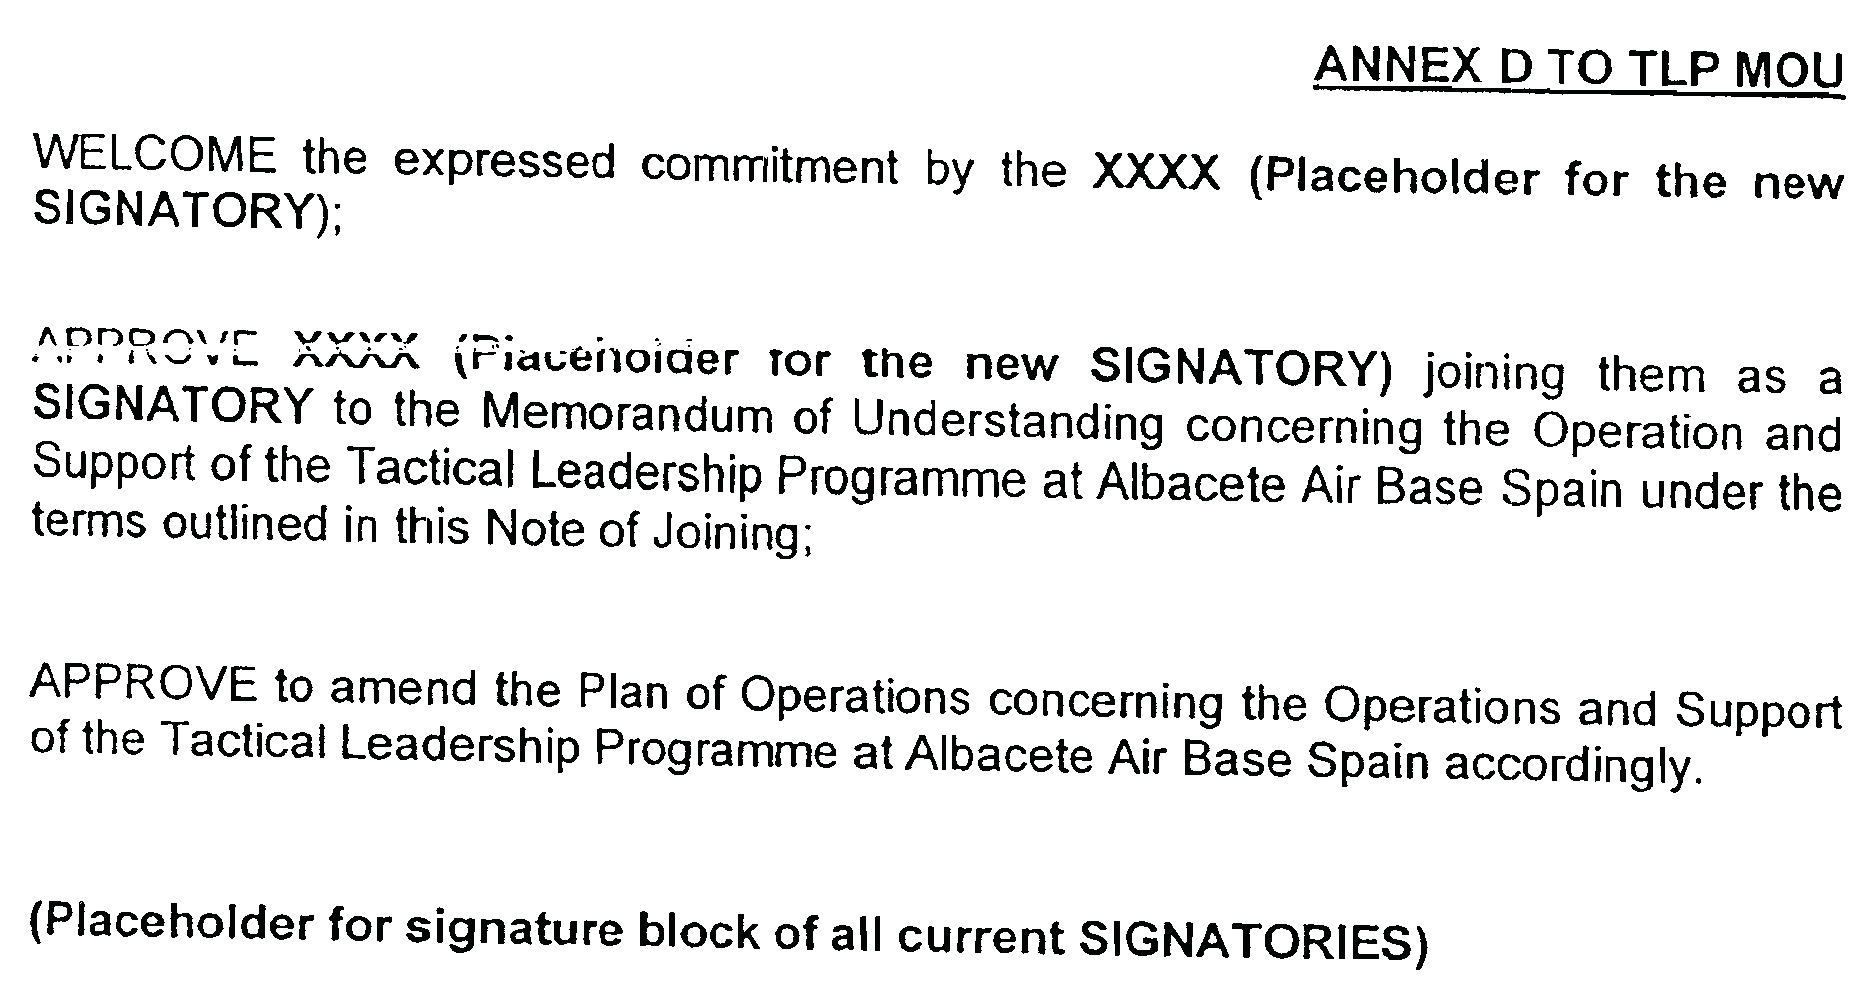 ANNEX D TO TLP MOU
WELCOME the expressed commitment by the XXXX (Placeholder for the new
SIGNATORY);
APPROVE XXXX (Placeholder for the new SIGNATORY) joining them as a
SIGNATORY to the Memorandum of Understanding concerning the Operation and
Support of the Tactical Leadership Programme at Albacete Air Base Spain under the
terms outlined in this Note of Joining;
APPROVE to amend the Plan of Operations concerning the Operations and Support
of the Tactical Leadership Programme at Albacete Air Base Spain accordingly.
(Placeholder for signature block of all current SIGNATORIES)